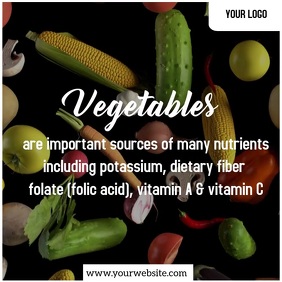 YOUR LOGO
Vegetables
are important sources of many nutrients
including potassium, dietary fiber
folate (folic acid), vitamin A & vitamin C
www.yourwebsite.com